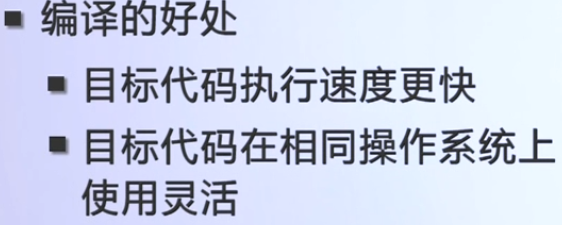 ■ 编译的好处
■ 目标代码执行速度更快
■ 目标代码在相同操作系统上
使用灵活